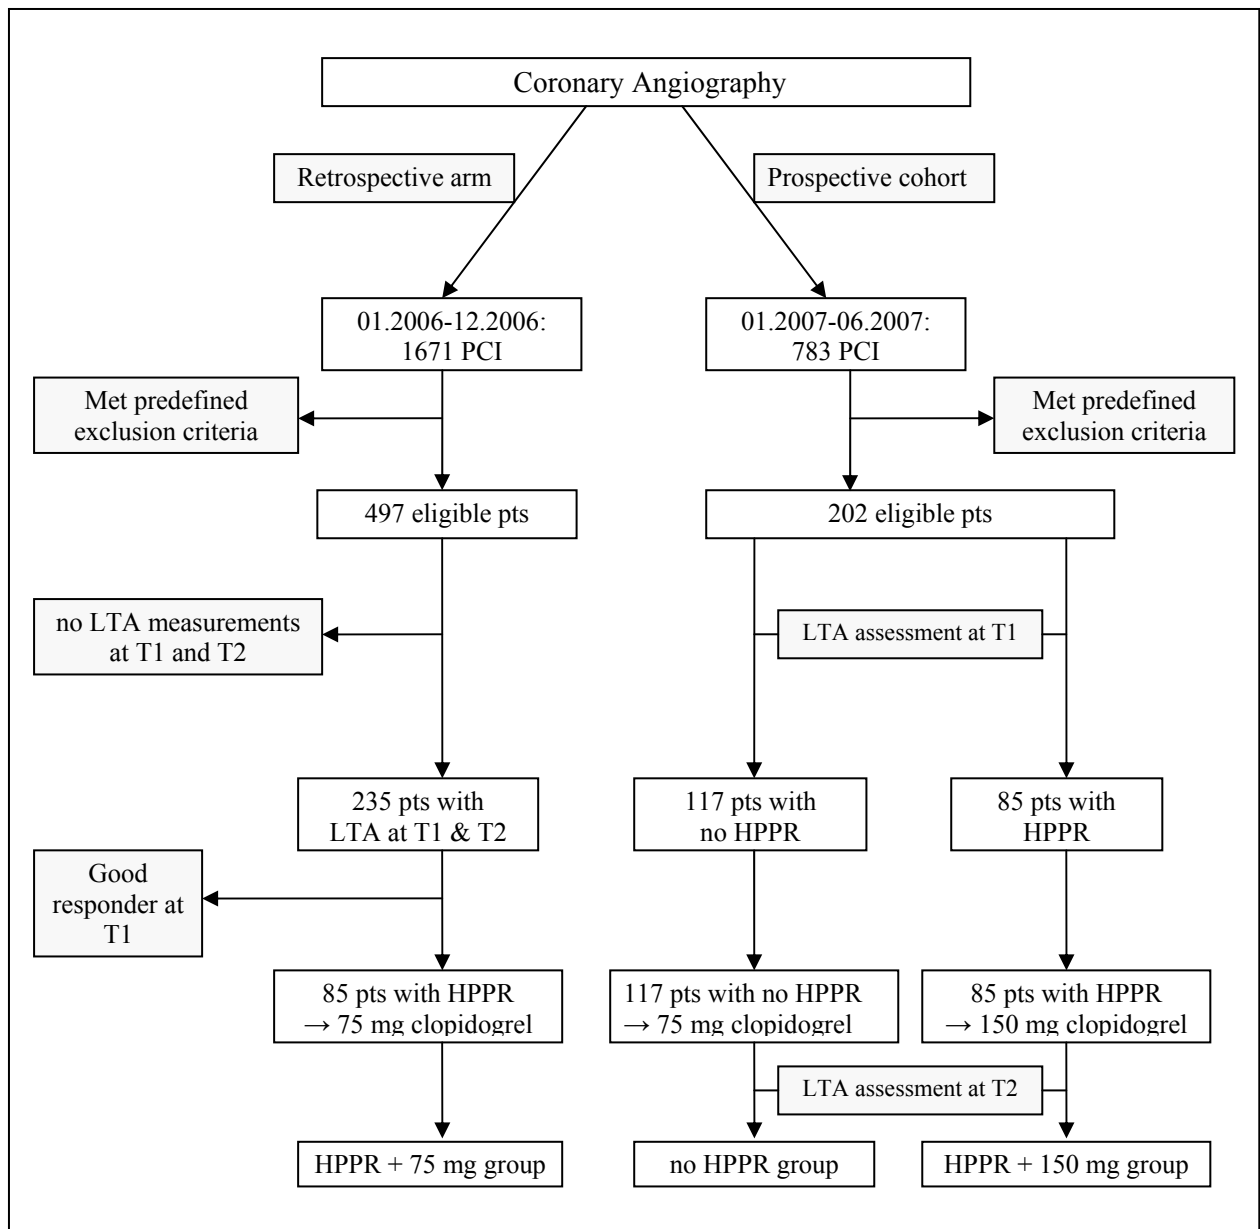 Coronary Angiography
Retrospective arm
Prospective cohort
01.2006-12.2006:
1671 PCI
01.2007-06.2007:
783 PCI
Met predefined
exclusion criteria
Met predefined
exclusion criteria
497 eligible pts
202 eligible pts
no LTA measurements
at T1 and T2
LTA assessment at T1
235 pts with
LTA at T1 & T2
117 pts with
no HPPR
85 pts with
HPPR
Good
responder at
T1
85 pts with HPPR
→ 75 mg clopidogrel
117 pts with no HPPR
→ 75 mg clopidogrel
85 pts with HPPR
→ 150 mg clopidogrel
LTA assessment at T2
HPPR + 75 mg group
no HPPR group
HPPR + 150 mg group